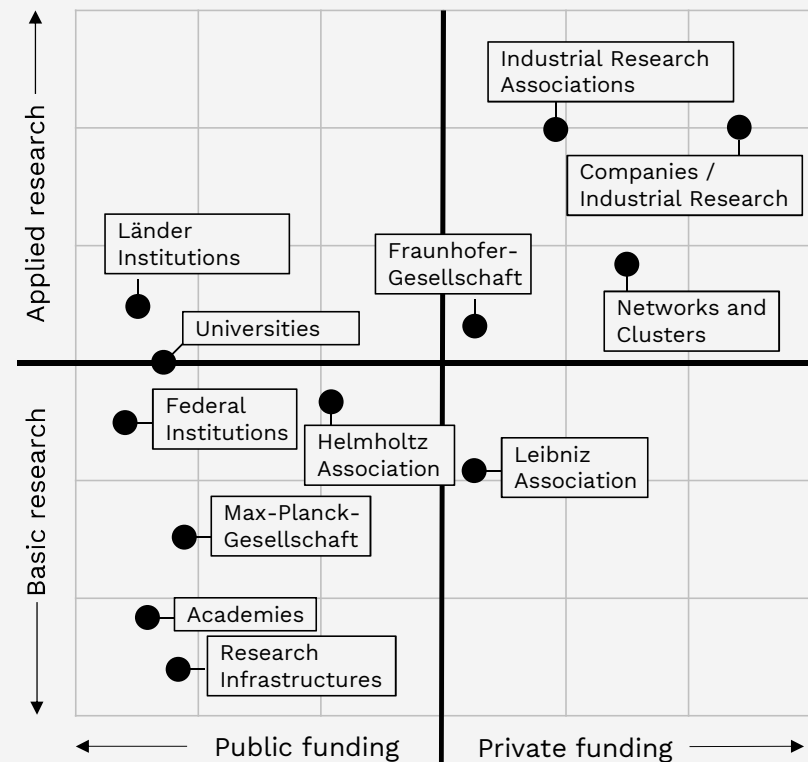 Applied research
Basic research
Industrial Research
Associations
Companies /
Industrial Research
Länder
Institutions
Fraunhofer-
Gesellschaft
Networks and
Clusters
Universities
Federal
Institutions
Helmholtz
Association
Leibniz
Association
Max-Planck-
Gesellschaft
Academies
Research
Infrastructures
Public funding
Private funding